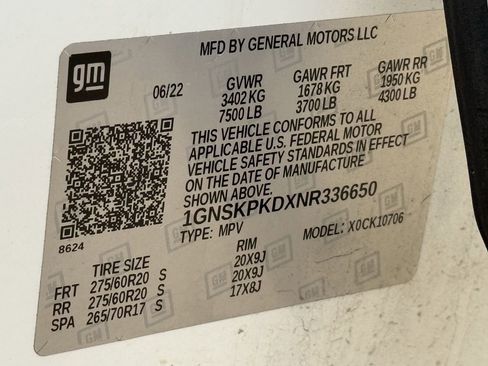 gm
MFD BY GENERAL MOTORS LLC
06/22 GVWR GAWR FRT GAWR RR
3402 KG 1678 KG 1950 KG
7500 LB 3700 LB 4300 LB
THIS VEHICLE CONFORMS TO ALL
APPLICABLE U.S. FEDERAL MOTOR
VEHICLE SAFETY STANDARDS IN EFFECT
ON THE DATE OF MANUFACTURE
SHOWN ABOVE.
1GNSKPKDXNR336650
8624
TYPE: MPV MODEL: X0CK10706
TIRE SIZE RIM
FRT 275/60R20 S 20X9J
RR 275/60R20 S 20X9J
SPA 265/70R17 S 17X8J